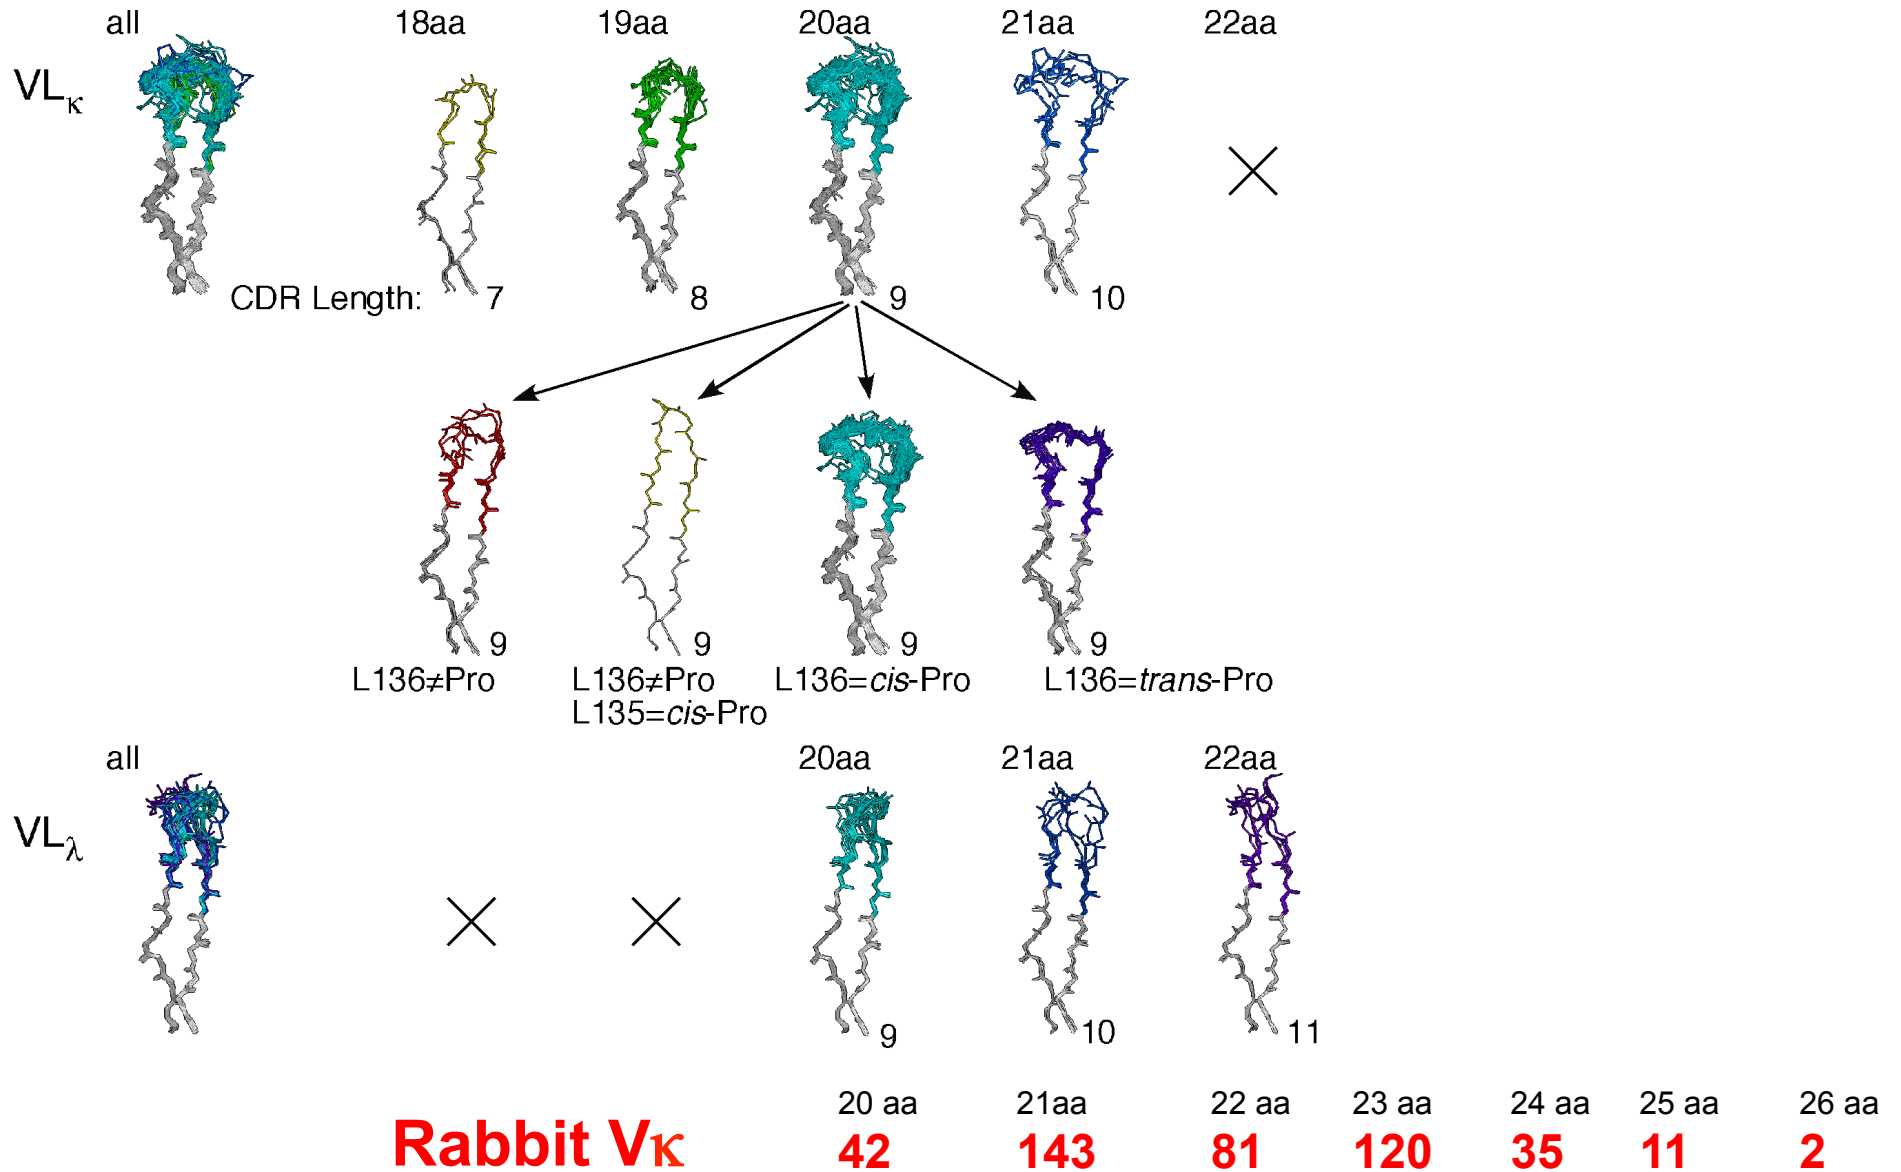 all 18aa 19aa 20aa 21aa 22aa
VLκ
CDR Length: 7 8 9 10
9 9 9 9
L136≠Pro L136≠Pro L136=cis-Pro L136=trans-Pro
L135=cis-Pro
all 20aa 21aa 22aa
VLλ
9 10 11
20 aa 21aa 22 aa 23 aa 24 aa 25 aa 26 aa
Rabbit Vκ 42 143 81 120 35 11 2